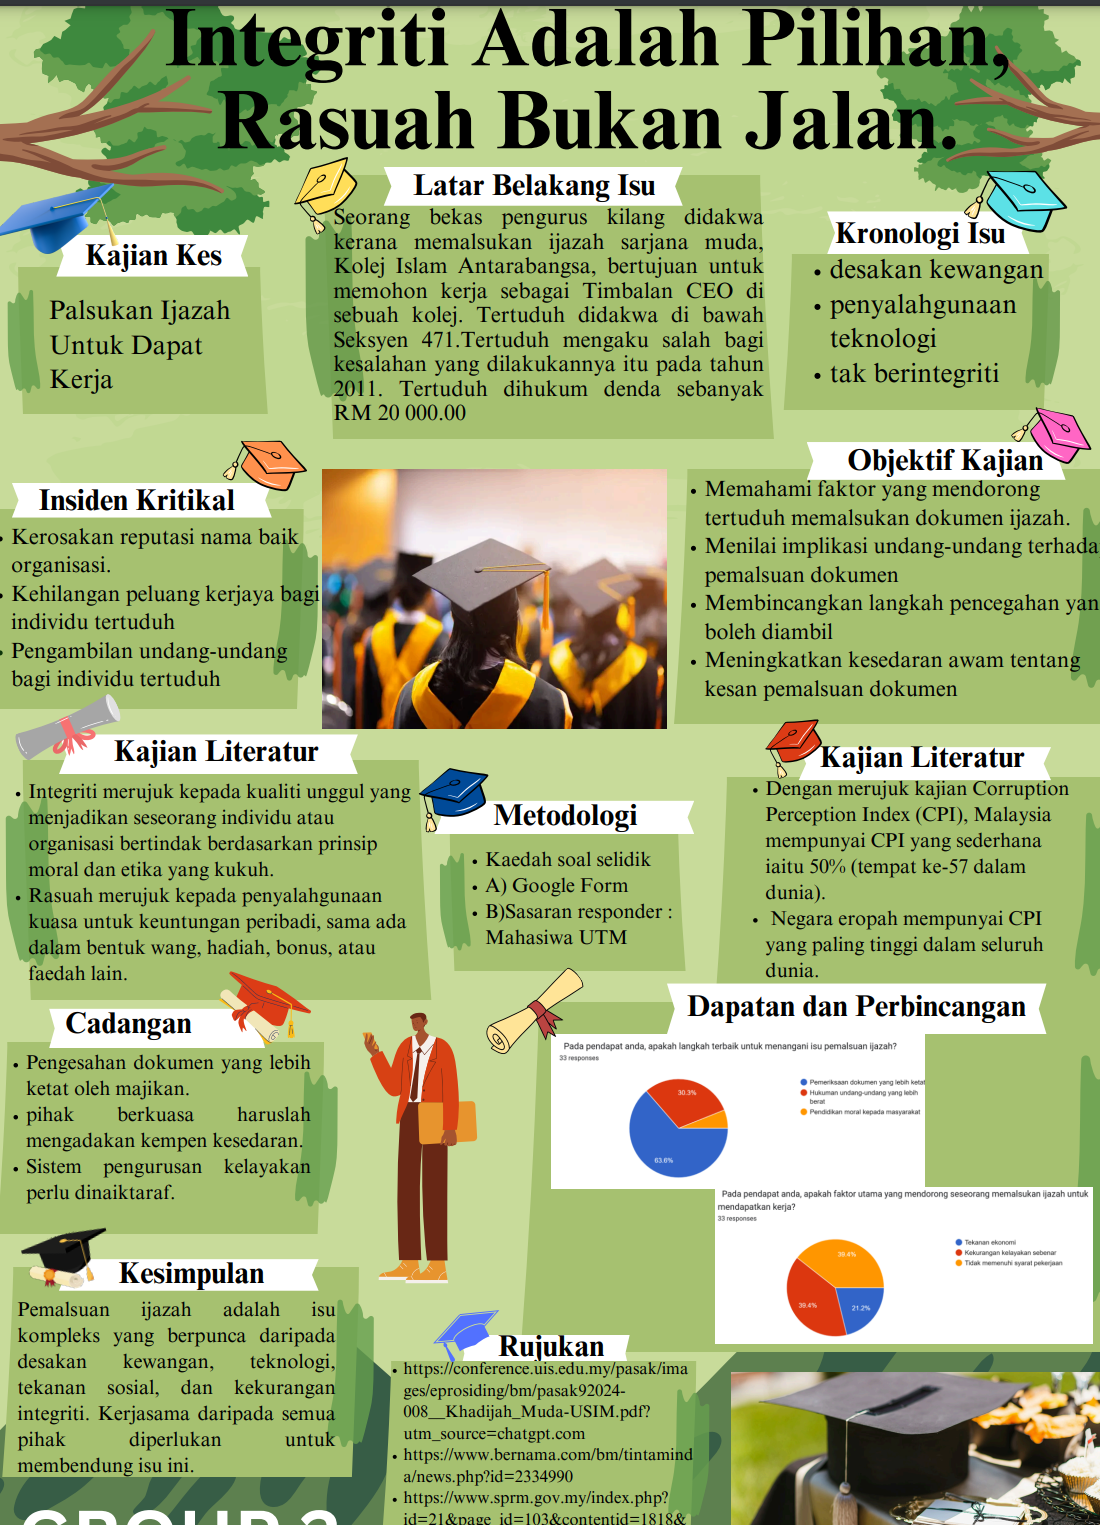 Integriti Adalah Pilihan,
Rasuah Bukan Jalan.
Kajian Kes
Palsukan Ijazah
Untuk Dapat
Kerja
Latar Belakang Isu
Seorang bekas pengurus kilang didakwa
kerana memalsukan ijazah sarjana muda,
Kolej Islam Antarabangsa, bertujuan untuk
memohon kerja sebagai Timbalan CEO di
sebuah kolej. Tertuduh didakwa di bawah
Seksyen 471.Tertuduh mengaku salah bagi
kesalahan yang dilakukannya itu pada tahun
2011. Tertuduh dihukum denda sebanyak
RM 20 000.00
Kronologi Isu
• desakan kewangan
• penyalahgunaan
teknologi
• tak berintegriti
Insiden Kritikal
• Kerosakan reputasi nama baik
organisasi.
• Kehilangan peluang kerjaya bagi
individu tertuduh
• Pengambilan undang-undang
bagi individu tertuduh
Objektif Kajian
• Memahami faktor yang mendorong
tertuduh memalsukan dokumen ijazah.
• Menilai implikasi undang-undang terhada
pemalsuan dokumen
• Membincangkan langkah pencegahan yan
boleh diambil
• Meningkatkan kesedaran awam tentang
kesan pemalsuan dokumen
Kajian Literatur
• Integriti merujuk kepada kualiti unggul yang
menjadikan seseorang individu atau
organisasi bertindak berdasarkan prinsip
moral dan etika yang kukuh.
• Rasuah merujuk kepada penyalahgunaan
kuasa untuk keuntungan peribadi, sama ada
dalam bentuk wang, hadiah, bonus, atau
faedah lain.
Metodologi
• Kaedah soal selidik
• A) Google Form
• B)Sasaran responder :
Mahasiwa UTM
Kajian Literatur
• Dengan merujuk kajian Corruption
Perception Index (CPI), Malaysia
mempunyai CPI yang sederhana
iaitu 50% (tempat ke-57 dalam
dunia).
• Negara eropah mempunyai CPI
yang paling tinggi dalam seluruh
dunia.
Cadangan
• Pengesahan dokumen yang lebih
ketat oleh majikan.
• pihak berkuasa haruslah
mengadakan kempen kesedaran.
• Sistem pengurusan kelayakan
perlu dinaiktaraf.
Dapatan dan Perbincangan
Pada pendapat anda, apakah langkah terbaik untuk menangani isu pemalsuan ijazah?
33 responses
30.3%
63.6%
Pemeriksaan dokumen yang lebih ketat
Hukuman undang-undang yang lebih
berat
Pendidikan moral kepada masyarakat
Pada pendapat anda, apakah faktor utama yang mendorong seseorang memalsukan ijazah untuk
mendapatkan kerja?
33 responses
39.4%
39.4%
21.2%
Tekanan ekonomi
Kekurangan kelayakan sebenar
Tidak memenuhi syarat pekerjaan
Kesimpulan
Pemalsuan ijazah adalah isu
kompleks yang berpunca daripada
desakan kewangan, teknologi,
tekanan sosial, dan kekurangan
integriti. Kerjasama daripada semua
pihak diperlukan untuk
membendung isu ini.
Rujukan
• https://conference.uis.edu.my/pasak/ima
ges/eprosiding/bm/pasak92024-
008__Khadijah_Muda-USIM.pdf?
utm_source=chatgpt.com
• https://www.bernama.com/bm/tintamind
a/news.php?id=2334990
• https://www.sprm.gov.my/index.php?
id=21&page_id=103&contentid=1818&
GROUP 2